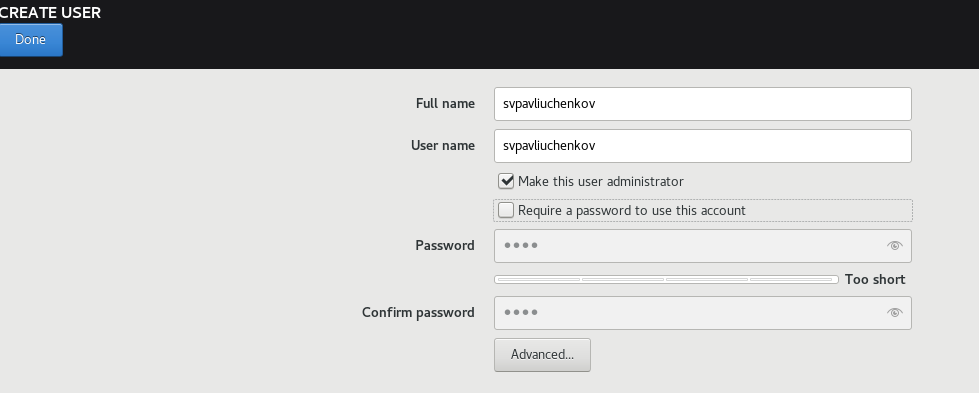 CREATE USER
Done
Full name svpavliuchenkov
User name svpavliuchenkov
Make this user administrator
Require a password to use this account
Password ••••
Too short
Confirm password ••••
Advanced...